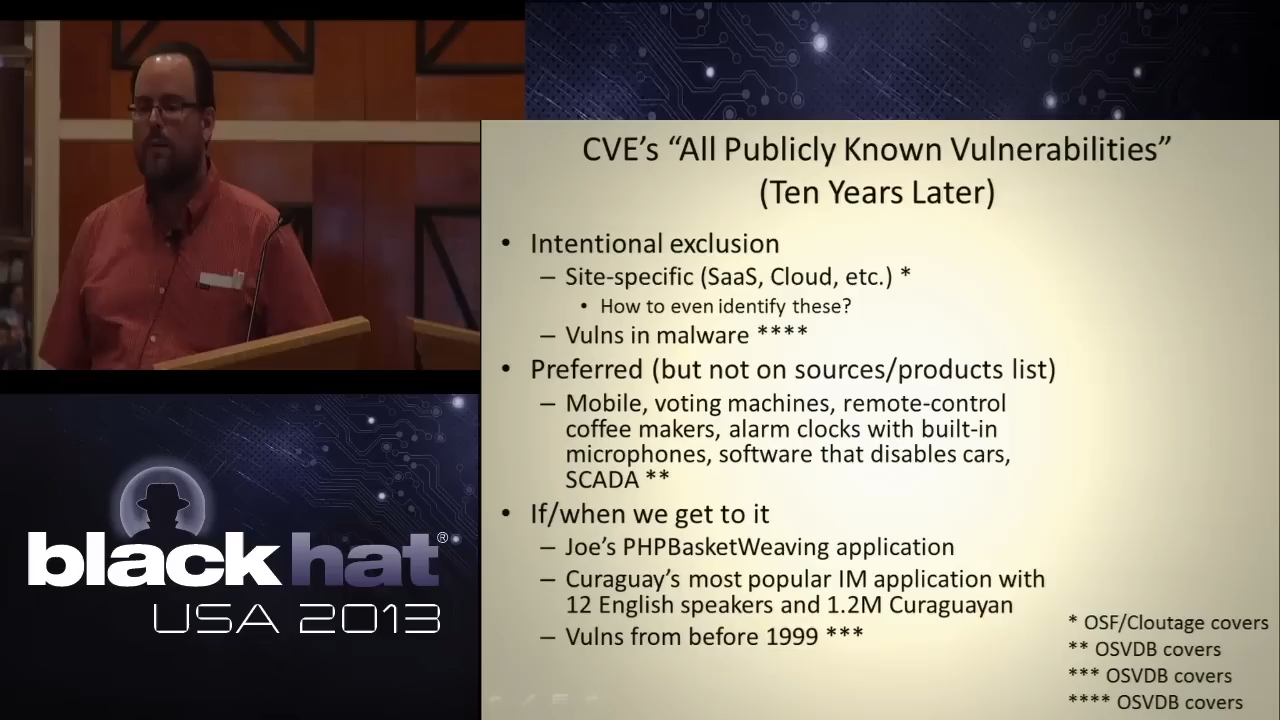 CVE's “All Publicly Known Vulnerabilities”
(Ten Years Later)
• Intentional exclusion
– Site-specific (SaaS, Cloud, etc.) *
• How to even identify these?
– Vulns in malware ****
• Preferred (but not on sources/products list)
– Mobile, voting machines, remote-control
coffee makers, alarm clocks with built-in
microphones, software that disables cars,
SCADA **
• If/when we get to it
– Joe's PHPBasketWeaving application
– Curaguay's most popular IM application with
12 English speakers and 1.2M Curaguayan
– Vulns from before 1999 ***
* OSF/Cloutage covers
** OSVDB covers
*** OSVDB covers
**** OSVDB covers
blackhat®
USA 2013